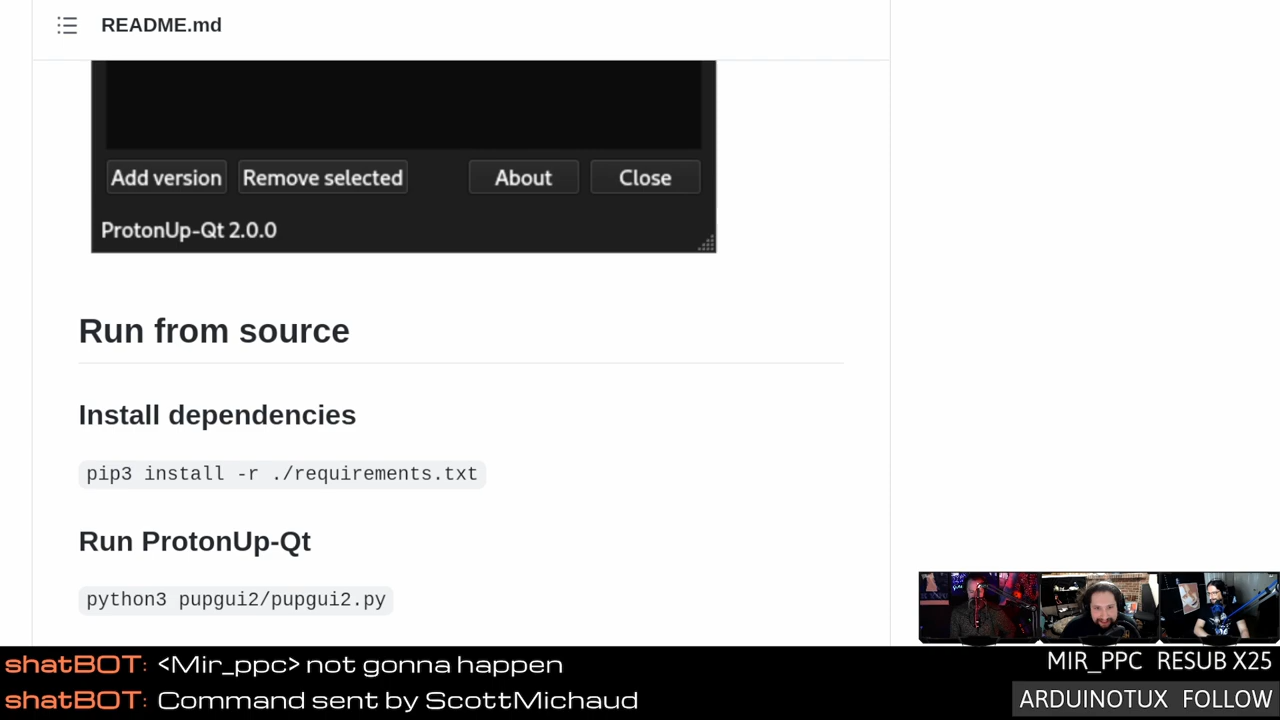 README.md
Add version
Remove selected
About
Close
ProtonUp-Qt 2.0.0
Run from source
Install dependencies
pip3 install -r ./requirements.txt
Run ProtonUp-Qt
python3 pupgui2/pupgui2.py
shatBOT: <Mir_ppc> not gonna happen
shatBOT: Command sent by ScottMichaud
MIR_PPC RESUB X25
ARDUINOTUX FOLLOW